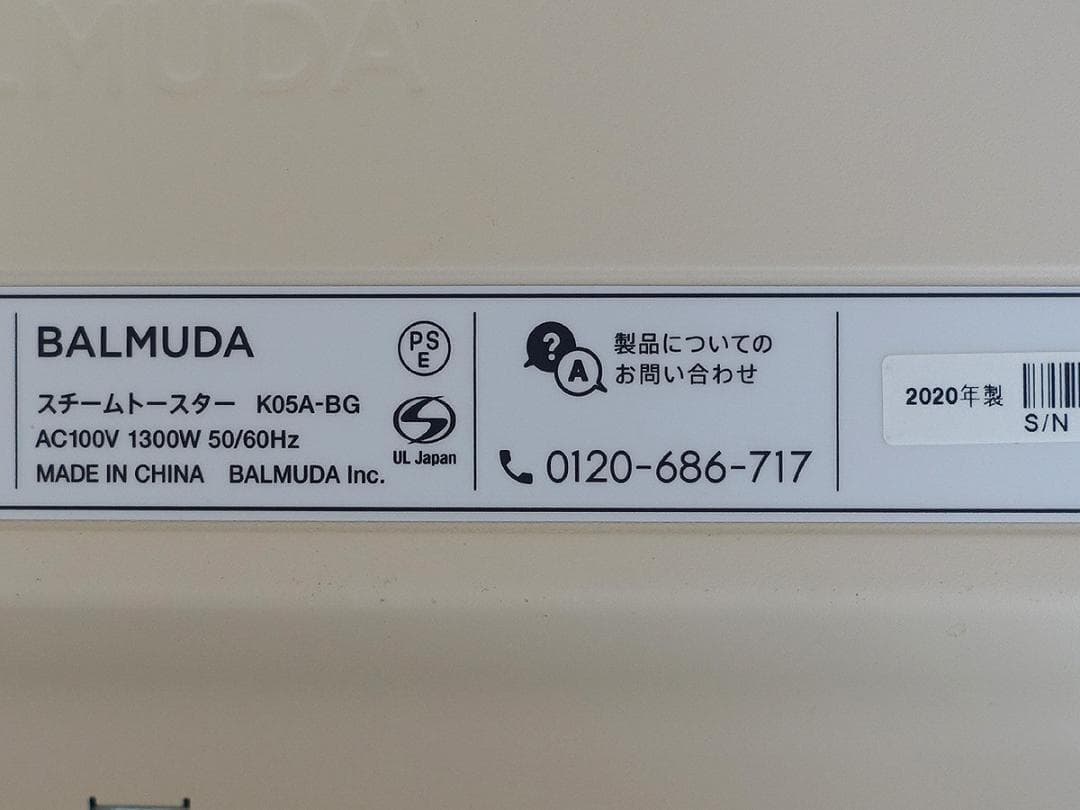 BALMUDA
BALMUDA
スチームトースター K05A-BG
AC100V 1300W 50/60Hz
MADE IN CHINA BALMUDA Inc.
PS
E
UL Japan
?
A
製品についての
お問い合わせ
0120-686-717
2020年製
S/N